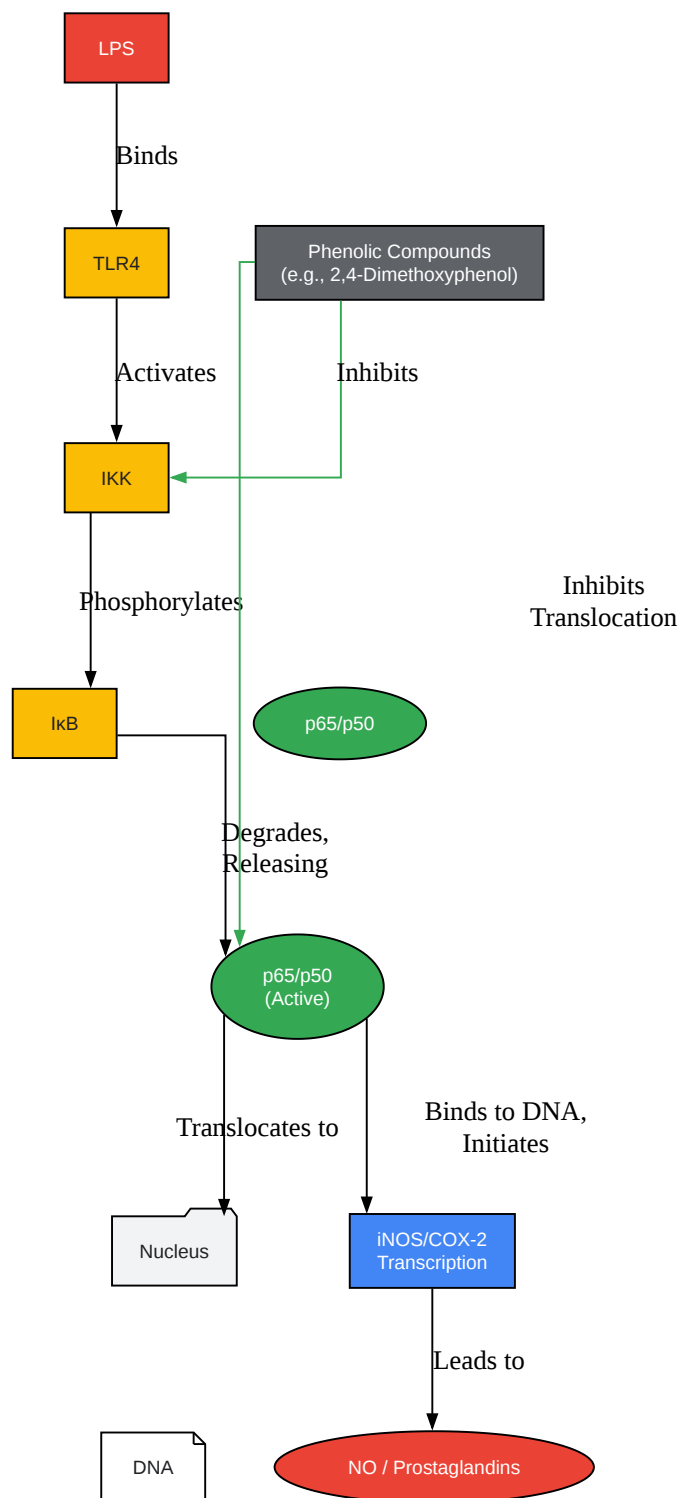 LPS
Binds
TLR4
Phenolic Compounds
(e.g., 2,4-Dimethoxyphenol)
Activates
Inhibits
IKK
Phosphorylates
Inhibits
Translocation
IκB
p65/p50
Degrades,
Releasing
p65/p50
(Active)
Translocates to
Binds to DNA,
Initiates
Nucleus
iNOS/COX-2
Transcription
Leads to
DNA
NO / Prostaglandins